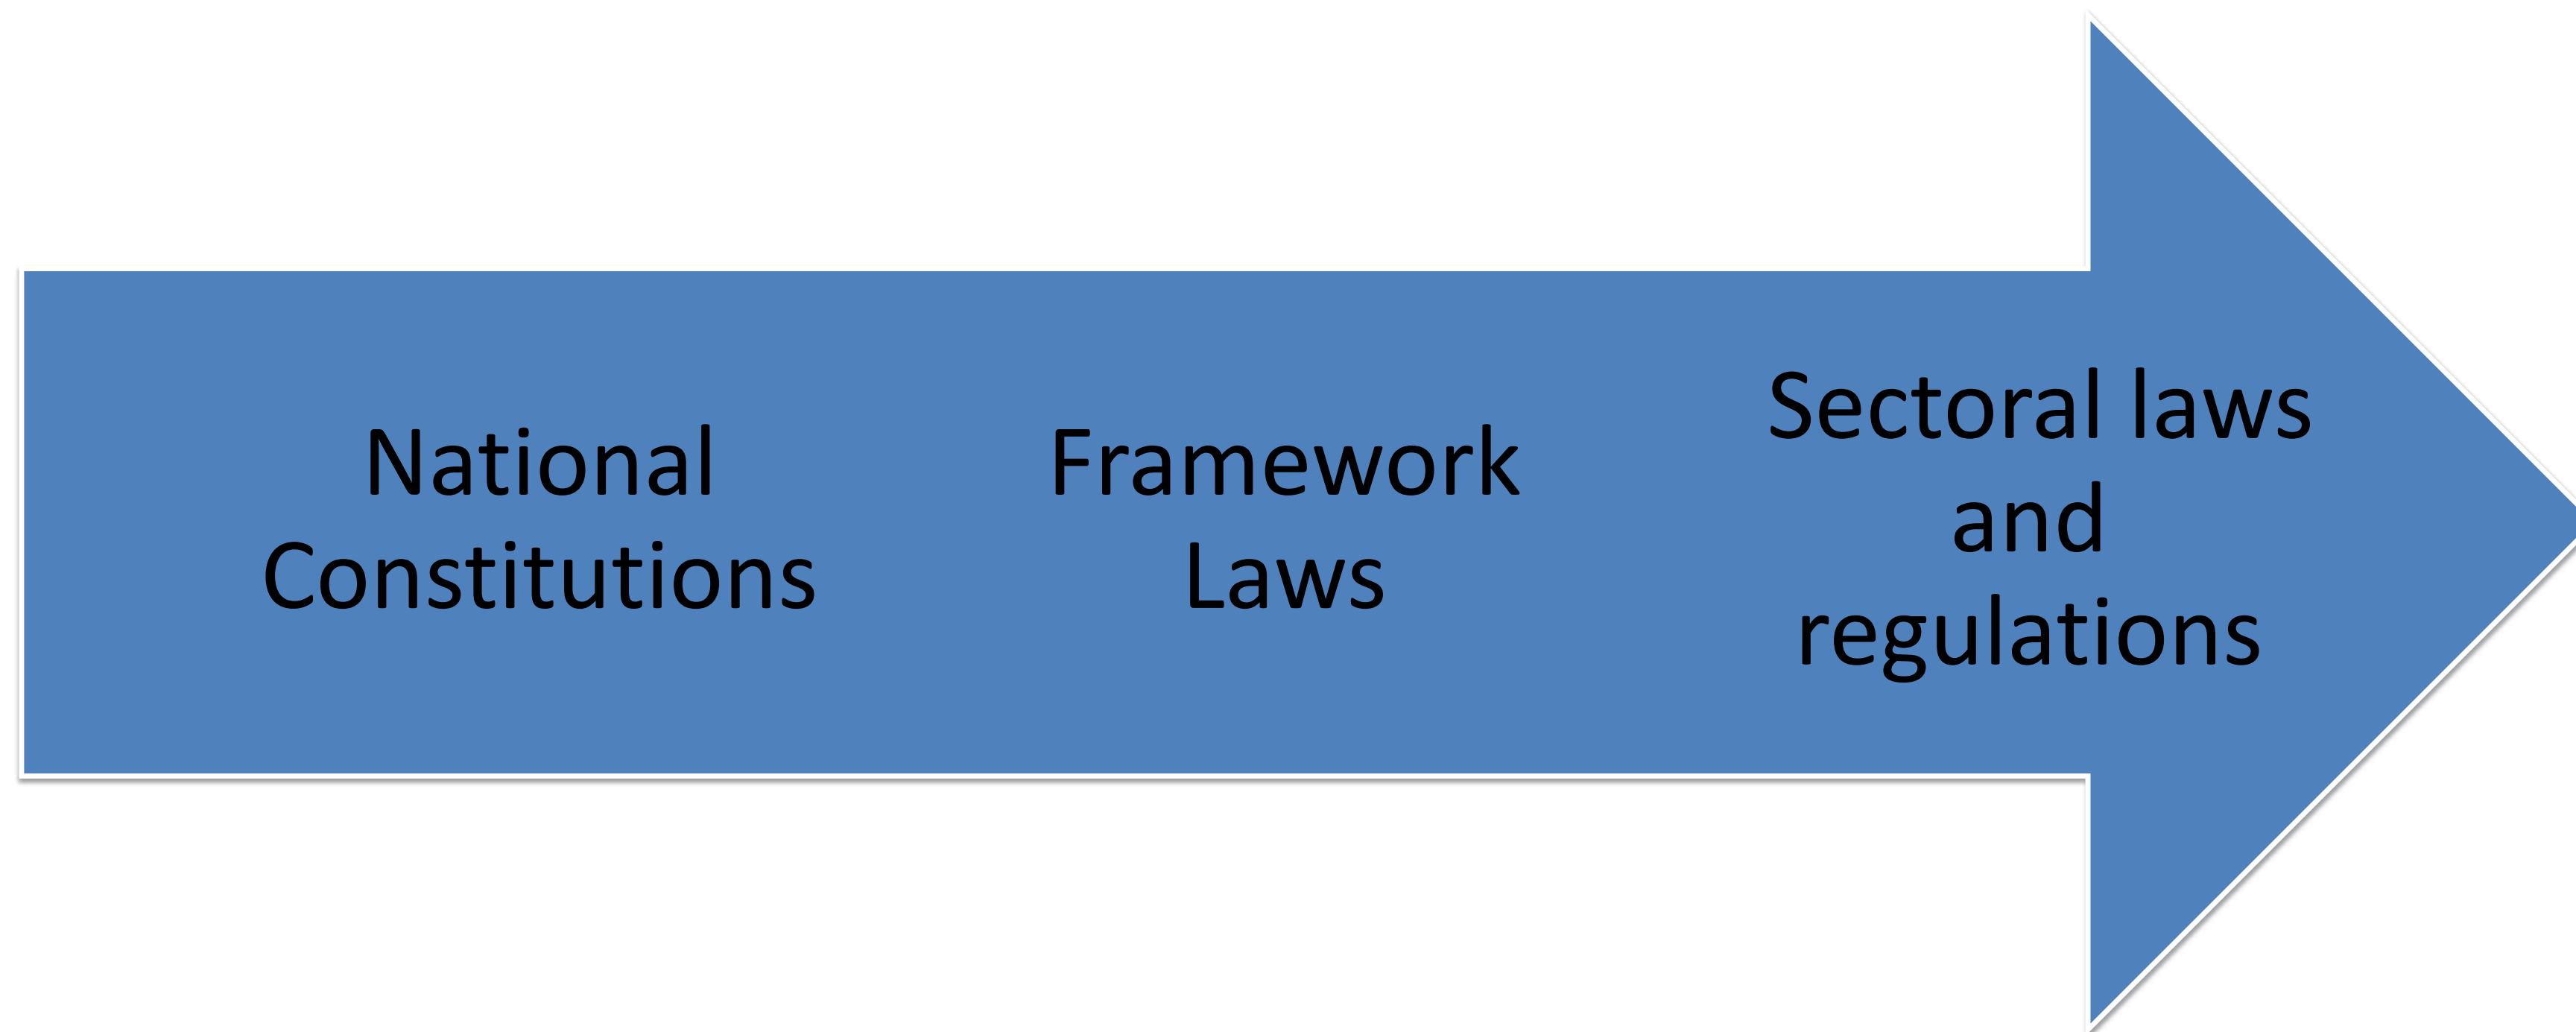 National
Constitutions
Framework
Laws
Sectoral laws
and
regulations